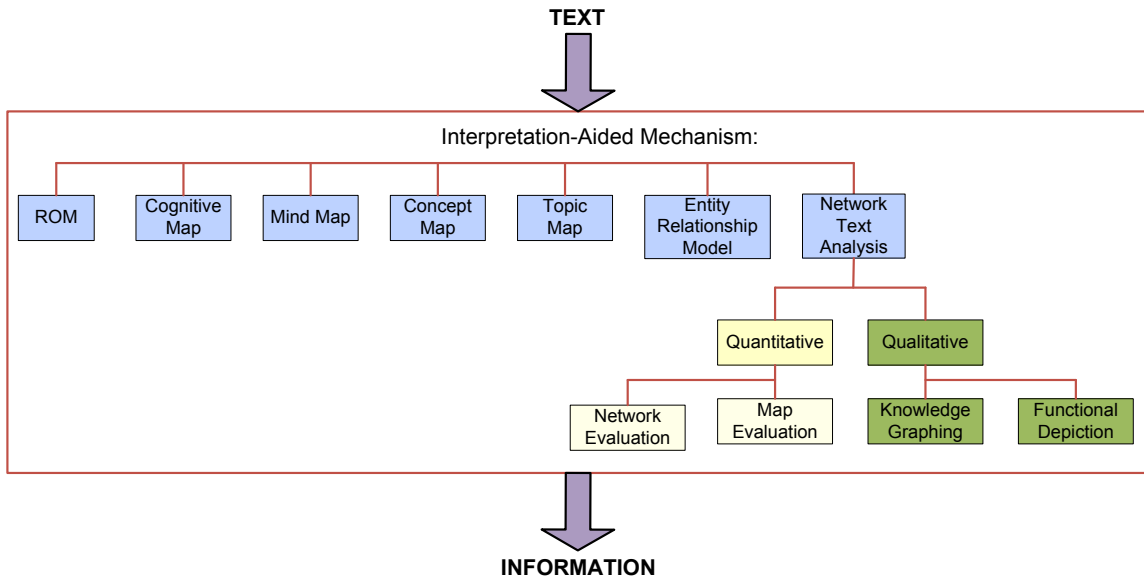 TEXT
Interpretation-Aided Mechanism:
ROM
Cognitive
Map
Mind Map
Concept
Map
Topic
Map
Entity
Relationship
Model
Network
Text
Analysis
Quantitative
Qualitative
Network
Evaluation
Map
Evaluation
Knowledge
Graphing
Functional
Depiction
INFORMATION